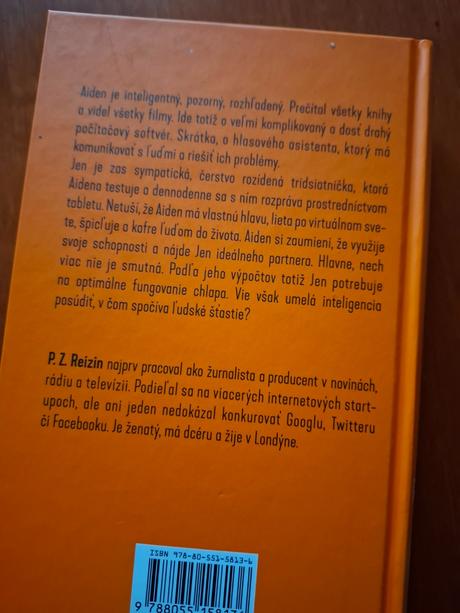 Aiden je inteligentný, pozorný, rozhľadený. Prečítal všetky knihy
a videl všetky filmy. Ide totiž o veľmi komplikovaný a dosť drahý
počítačový softvér. Skrátka, o hlasového asistenta, ktorý má
komunikovať s ľuďmi a riešiť ich problémy.
Jen je zas sympatická, čerstvo rozídená tridsiatnička, ktorá
Aidena testuje a dennodenne sa s ním rozpráva prostredníctvom
tabletu. Netuší, že Aiden má vlastnú hlavu, lieta po virtuálnom sve-
te, špicľuje a kafre ľuďom do života. Aiden si zaumieni, že využije
svoje schopnosti a nájde Jen ideálneho partnera. Hlavne, nech
viac nie je smutná. Podľa jeho výpočtov totiž Jen potrebuje
na optimálne fungovanie chlapa. Vie však umelá inteligencia
posúdiť, v čom spočíva ľudské šťastie?
P. Z. Reizin najprv pracoval ako žurnalista a producent v novinách,
rádiu a televízii. Podieľal sa na viacerých internetových start-
upoch, ale ani jeden nedokázal konkurovať Googlu, Twitteru
či Facebooku. Je ženatý, má dcéru a žije v Londýne.
ISBN 978-80-551-5813-6